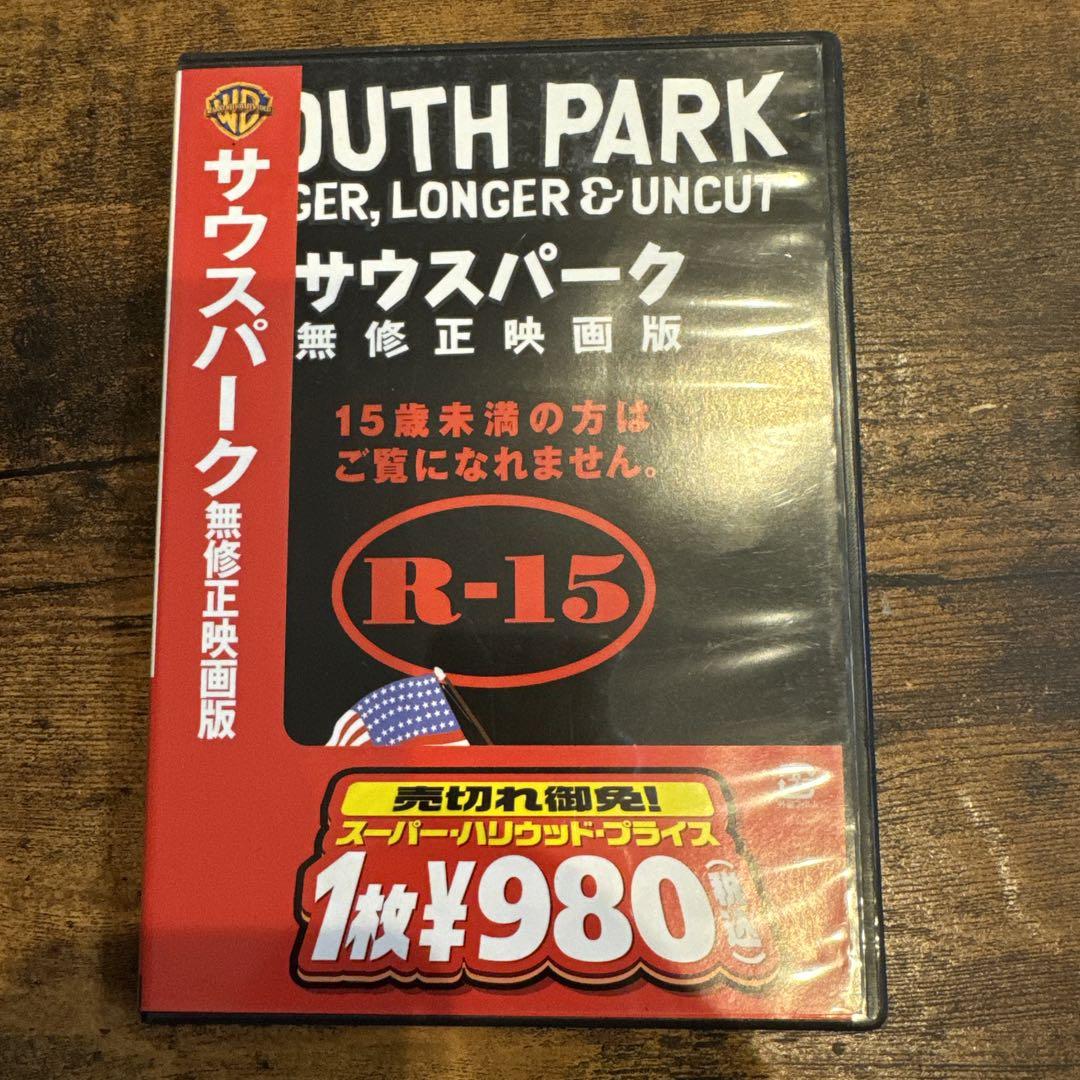 サウスパーク無修正映画版
OUTH PARK
GER, LONGER & UNCUT
サウスパーク
無修正映画版
15歳未満の方は
ご覧になれません。
R-15
売切れ御免!
スーパー・ハリウッド・プライス
1枚¥980(税込)